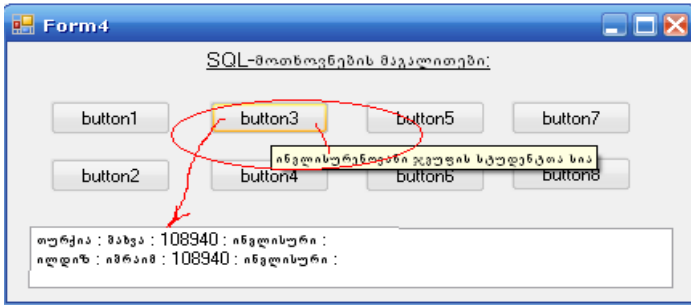 Form4
SQL-მოთხოვნების მაგალითები:
button1 button3 button5 button7
ინგლისურენოვანი ჯგუფის სტუდენტთა სია
button2 button4 button6 button8
თურქია : მახვა : 108940 : ინგლისური :
ილდიზ : იმრაიმ : 108940 : ინგლისური :